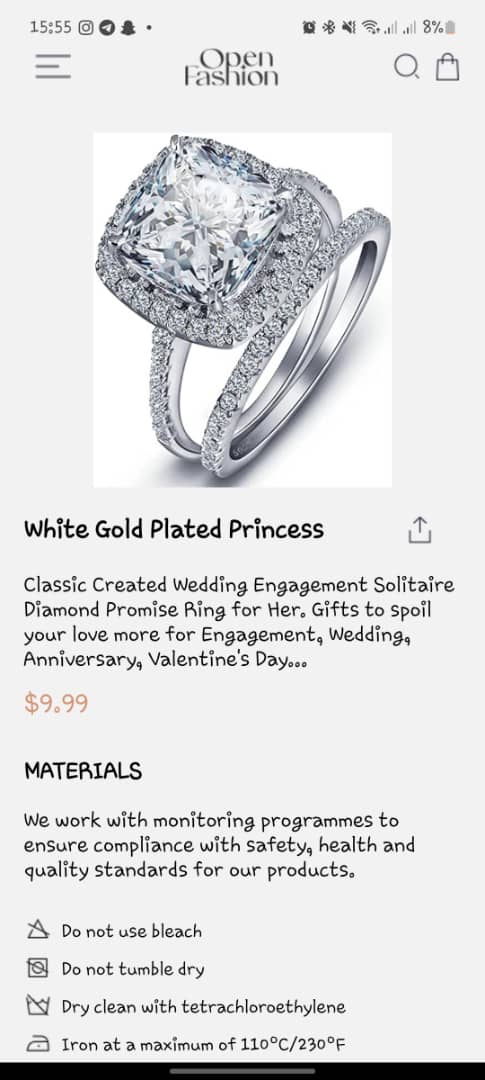 15:55
8%
Open
Fashion
White Gold Plated Princess
Classic Created Wedding Engagement Solitaire
Diamond Promise Ring for Her. Gifts to spoil
your love more for Engagement, Wedding,
Anniversary, Valentine's Day...
$9.99
MATERIALS
We work with monitoring programmes to
ensure compliance with safety, health and
quality standards for our products.
Do not use bleach
Do not tumble dry
Dry clean with tetrachloroethylene
Iron at a maximum of 110°C/230°F